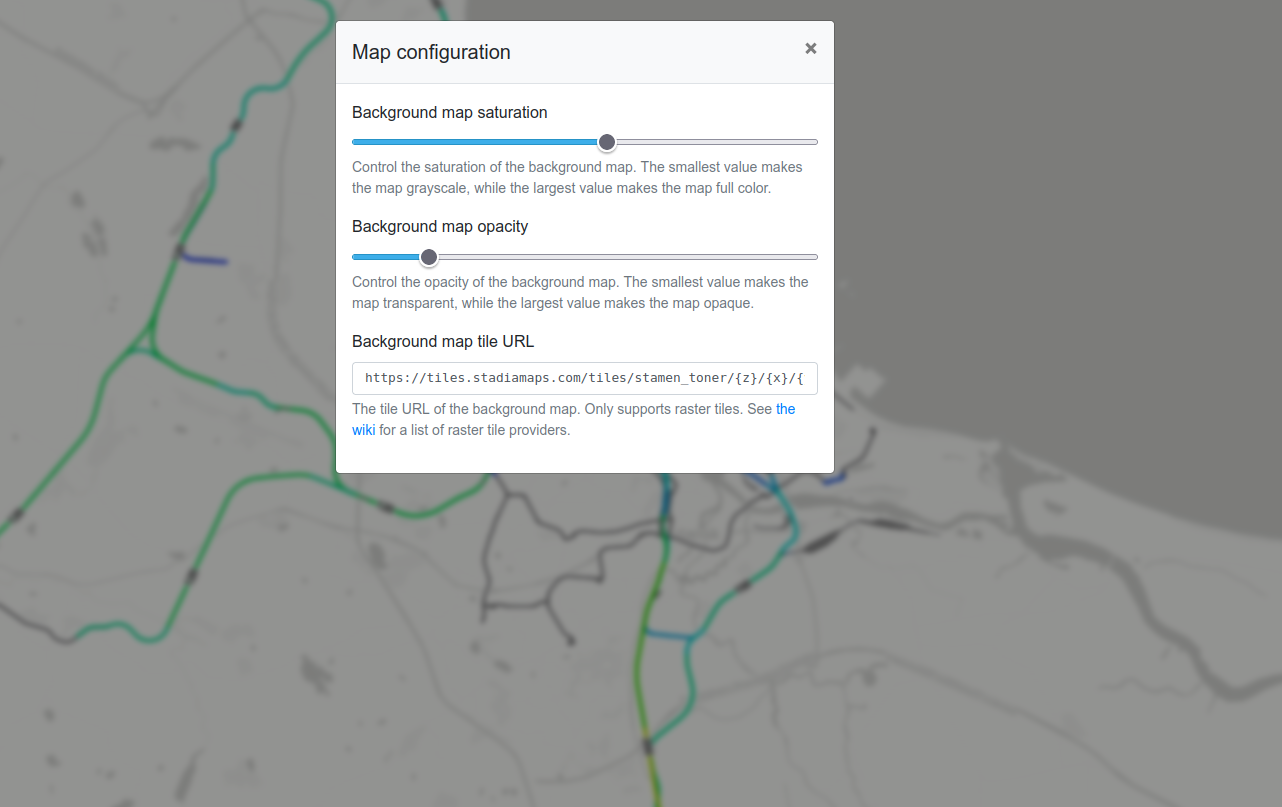 Map configuration ×
Background map saturation
Control the saturation of the background map. The smallest value makes
the map grayscale, while the largest value makes the map full color.
Background map opacity
Control the opacity of the background map. The smallest value makes the
map transparent, while the largest value makes the map opaque.
Background map tile URL
https://tiles.stadiamaps.com/tiles/stamen_toner/{z}/{x}/{
The tile URL of the background map. Only supports raster tiles. See the
wiki for a list of raster tile providers.